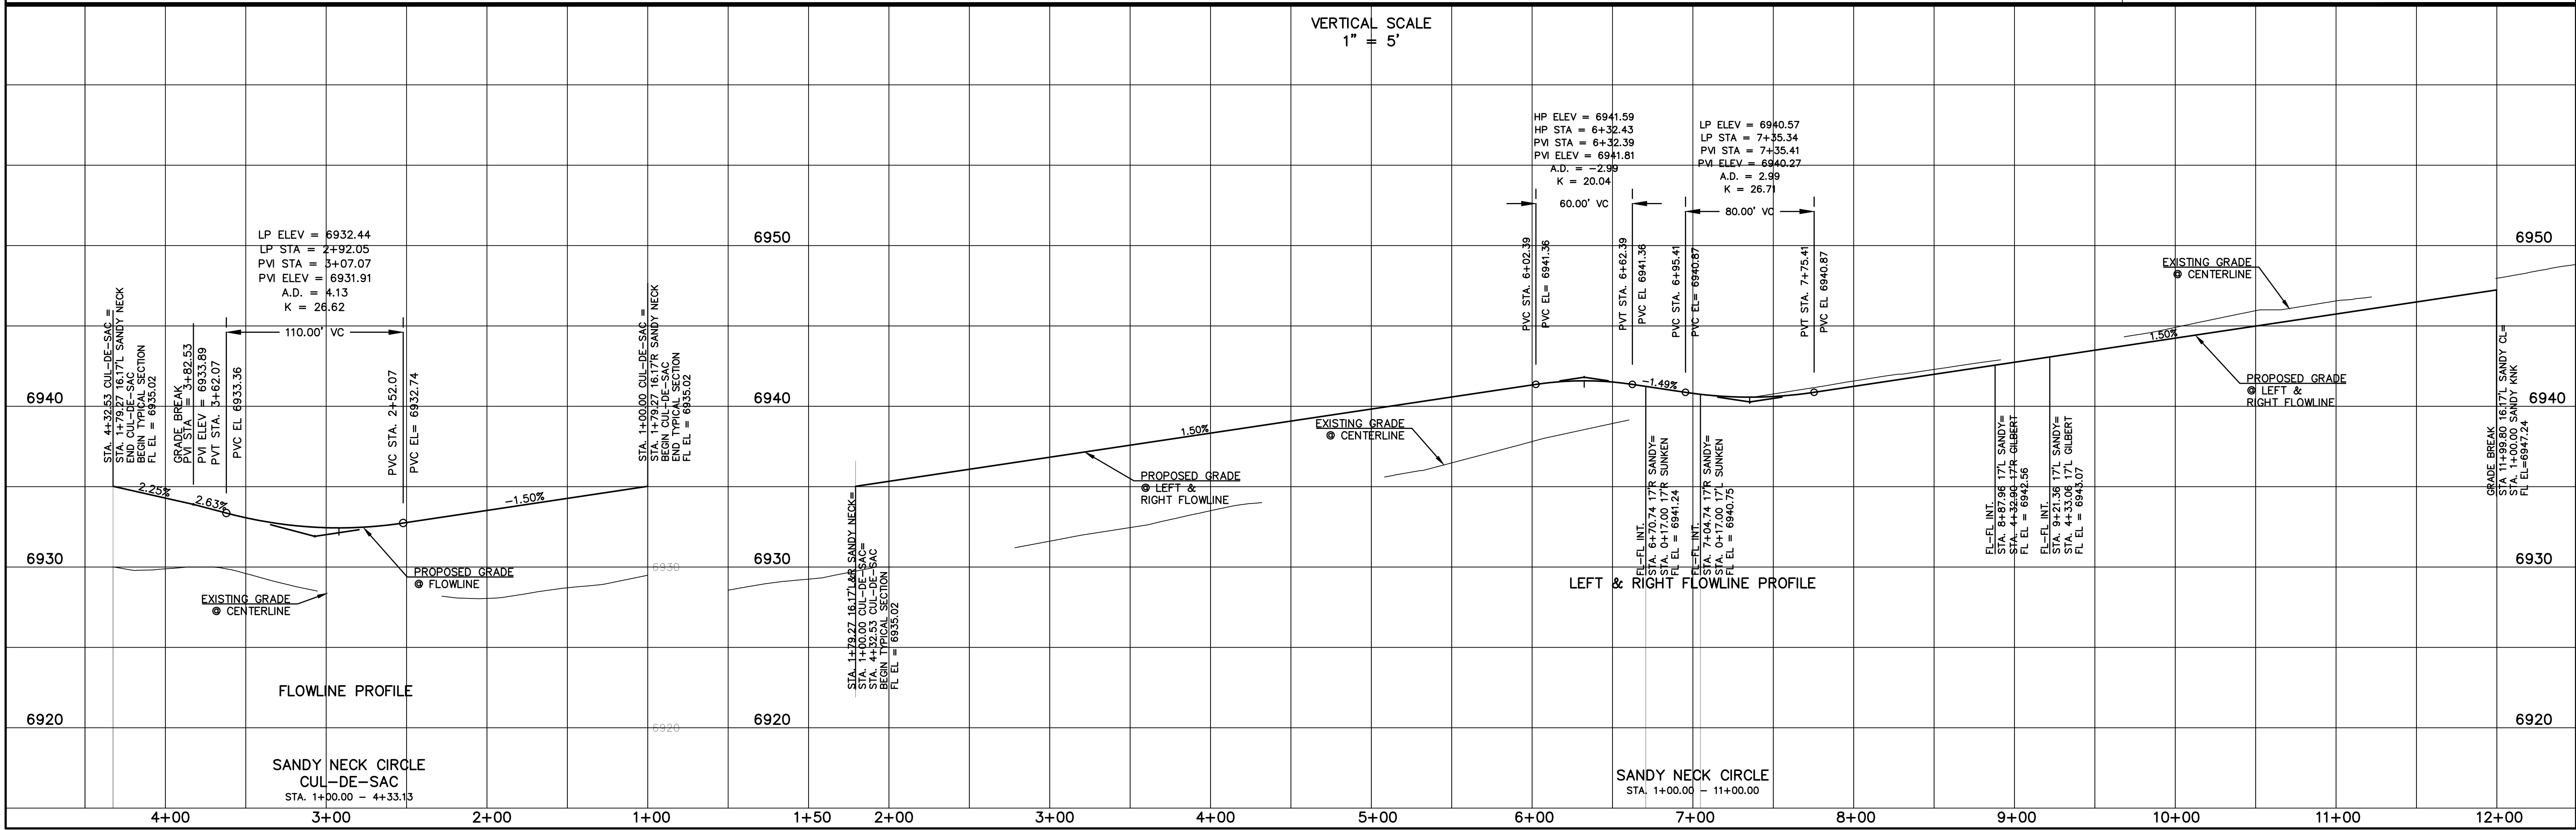 VERTICAL SCALE
1" = 5'
LP ELEV = 6932.44
LP STA = 2+92.05
PVI STA = 3+07.07
PVI ELEV = 6931.91
A.D. = 4.13
K = 26.62
110.00' VC
STA. 4+32.53 CUL-DE-SAC =
STA. 1+79.27 16.17'L SANDY NECK
END CUL-DE-SAC
BEGIN TYPICAL SECTION
FL EL = 6935.02
GRADE BREAK
PVI STA = 3+82.53
PVI ELEV = 6933.89
PVT STA. 3+62.07
PVC EL 6933.36
PVC STA. 2+52.07
PVC EL= 6932.74
STA. 1+00.00 CUL-DE-SAC =
STA. 1+79.27 16.17'R SANDY NECK
BEGIN CUL-DE-SAC
END TYPICAL SECTION
FL EL = 6935.02
2.25%
2.63%
-1.50%
PROPOSED GRADE
@ FLOWLINE
EXISTING GRADE
@ CENTERLINE
FLOWLINE PROFILE
SANDY NECK CIRCLE
CUL-DE-SAC
STA. 1+00.00 - 4+33.13
6940
6930
6920
6930
6920
6950
6940
6930
6920
STA. 1+79.27 16.17'L&R SANDY NECK=
STA. 1+00.00 CUL-DE-SAC=
STA. 4+32.53 CUL-DE-SAC
BEGIN TYPICAL SECTION
FL EL = 6935.02
1.50%
PROPOSED GRADE
@ LEFT &
RIGHT FLOWLINE
EXISTING GRADE
@ CENTERLINE
HP ELEV = 6941.59
HP STA = 6+32.43
PVI STA = 6+32.39
PVI ELEV = 6941.81
A.D. = -2.99
K = 20.04
60.00' VC
LP ELEV = 6940.57
LP STA = 7+35.34
PVI STA = 7+35.41
PVI ELEV = 6940.27
A.D. = 2.99
K = 26.71
80.00' VC
PVC STA. 6+02.39
PVC EL= 6941.36
PVT STA. 6+62.39
PVC EL 6941.36
PVC STA. 6+95.41
PVC EL= 6940.87
PVT STA. 7+75.41
PVC EL 6940.87
-1.49%
FL-FL INT.
STA. 6+70.74 17'R SANDY=
STA. 0+17.00 17'R SUNKEN
FL EL = 6941.24
FL-FL INT.
STA. 7+04.74 17'R SANDY=
STA. 0+17.00 17'L SUNKEN
FL EL = 6940.75
LEFT & RIGHT FLOWLINE PROFILE
FL-FL INT.
STA. 8+87.96 17'L SANDY=
STA. 4+32.90 17'R GILBERT
FL EL = 6942.56
FL-FL INT.
STA. 9+21.36 17'L SANDY=
STA. 4+33.06 17'L GILBERT
FL EL = 6943.07
EXISTING GRADE
@ CENTERLINE
1.50%
PROPOSED GRADE
@ LEFT &
RIGHT FLOWLINE
GRADE BREAK
STA 11+99.80 16.17'L SANDY CL=
STA. 1+00.00 SANDY KNK
FL EL=6947.24
6950
6940
6930
6920
SANDY NECK CIRCLE
STA. 1+00.00 - 11+00.00
4+00 3+00 2+00 1+00 1+50 2+00 3+00 4+00 5+00 6+00 7+00 8+00 9+00 10+00 11+00 12+00